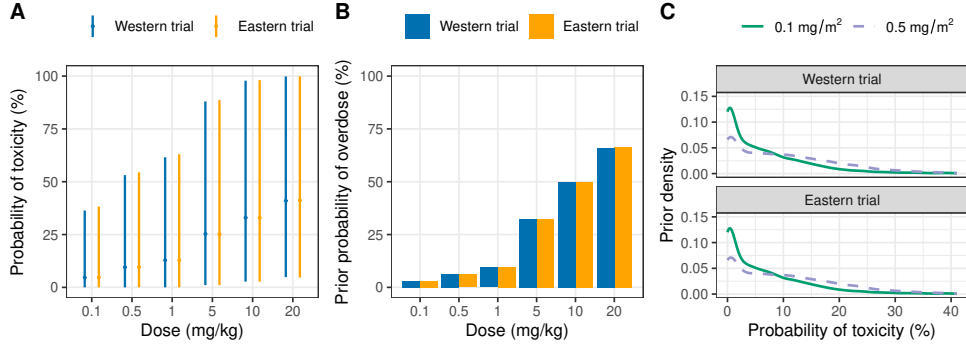 A
Western trial
Eastern trial
Probability of toxicity (%)
100
75
50
25
0
0.1
0.5
1
5
10
20
Dose (mg/kg)
B
Western trial
Eastern trial
Prior probability of overdose (%)
100
75
50
25
0
0.1
0.5
1
5
10
20
Dose (mg/kg)
C
0.1 mg/m²
0.5 mg/m²
Prior density
Western trial
0.15
0.10
0.05
0.00
Eastern trial
0.15
0.10
0.05
0.00
0
10
20
30
40
Probability of toxicity (%)